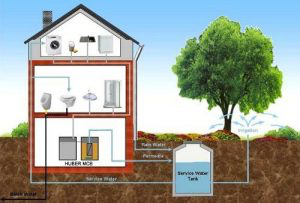 Irrigation
Rain Water
Permeate
HUBER MCB
Service Water
Tank
Service Water
Black Water